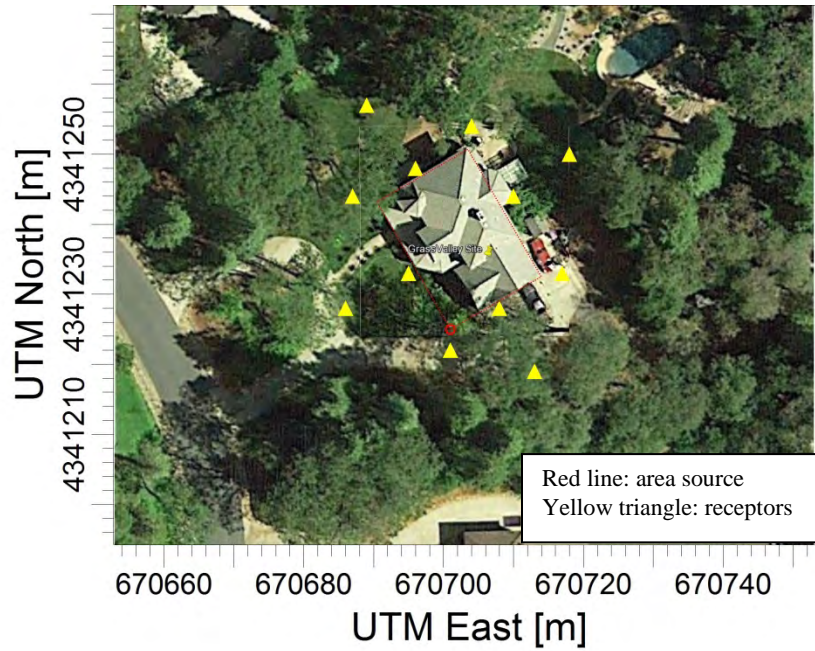 UTM North [m]
4341250
4341230
4341210
GrassValley Site
Red line: area source
Yellow triangle: receptors
670660 670680 670700 670720 670740
UTM East [m]